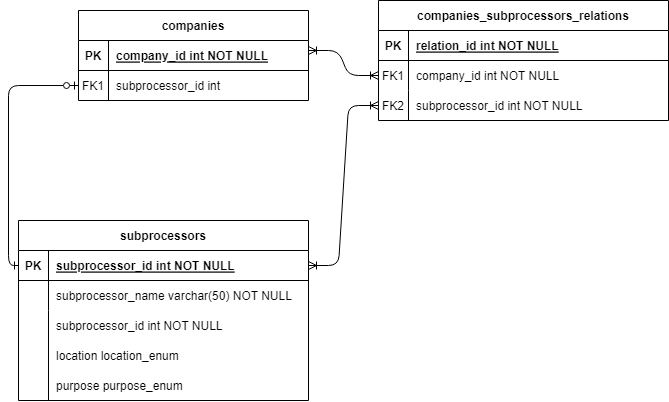 companies
PK company_id int NOT NULL
FK1 subprocessor_id int
companies_subprocessors_relations
PK relation_id int NOT NULL
FK1 company_id int NOT NULL
FK2 subprocessor_id int NOT NULL
subprocessors
PK subprocessor_id int NOT NULL
subprocessor_name varchar(50) NOT NULL
subprocessor_id int NOT NULL
location location_enum
purpose purpose_enum